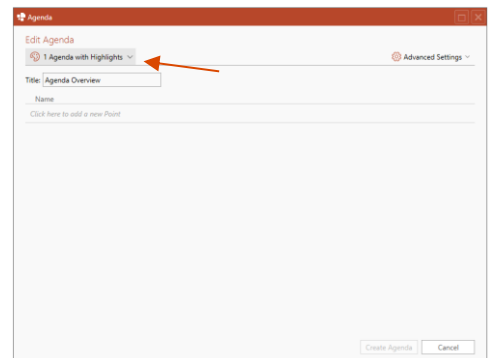 Agenda
Edit Agenda
1 Agenda with Highlights
Advanced Settings
Title: Agenda Overview
Name
Click here to add a new Point
Create Agenda Cancel